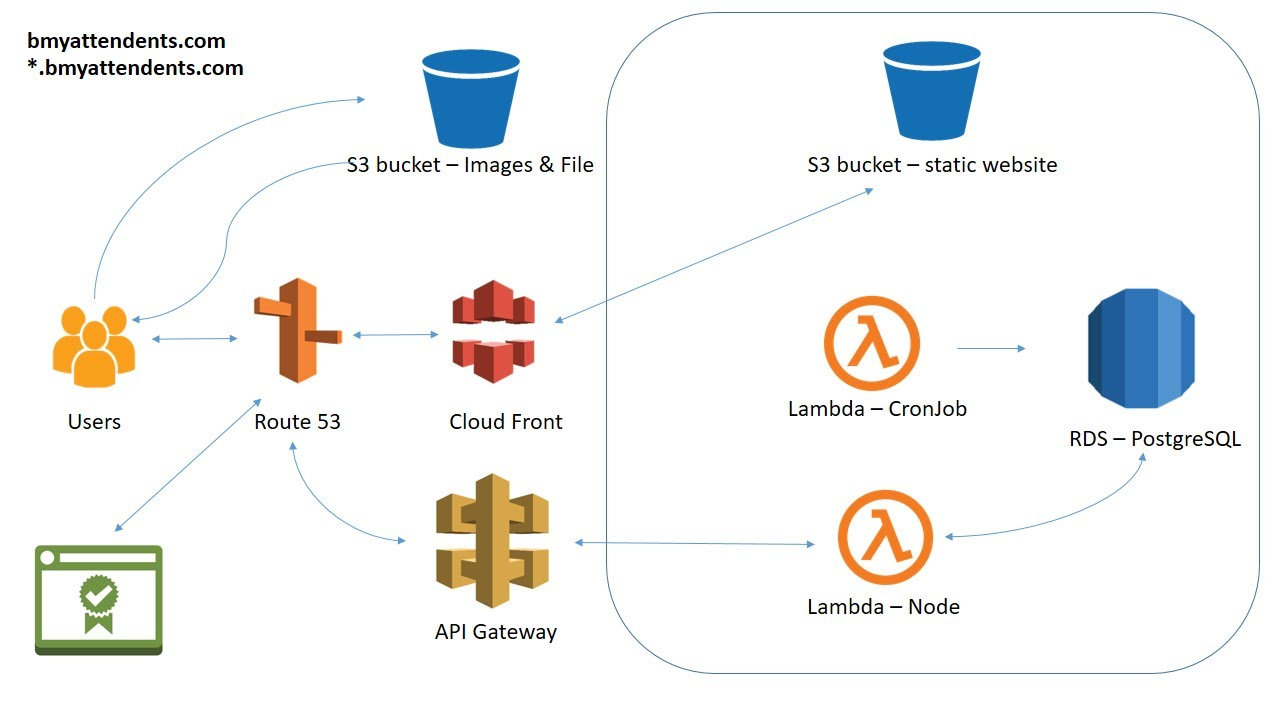 bmyattendents.com
*.bmyattendents.com
S3 bucket – Images & File
S3 bucket – static website
Users
Route 53
Cloud Front
Lambda – CronJob
RDS – PostgreSQL
API Gateway
Lambda – Node